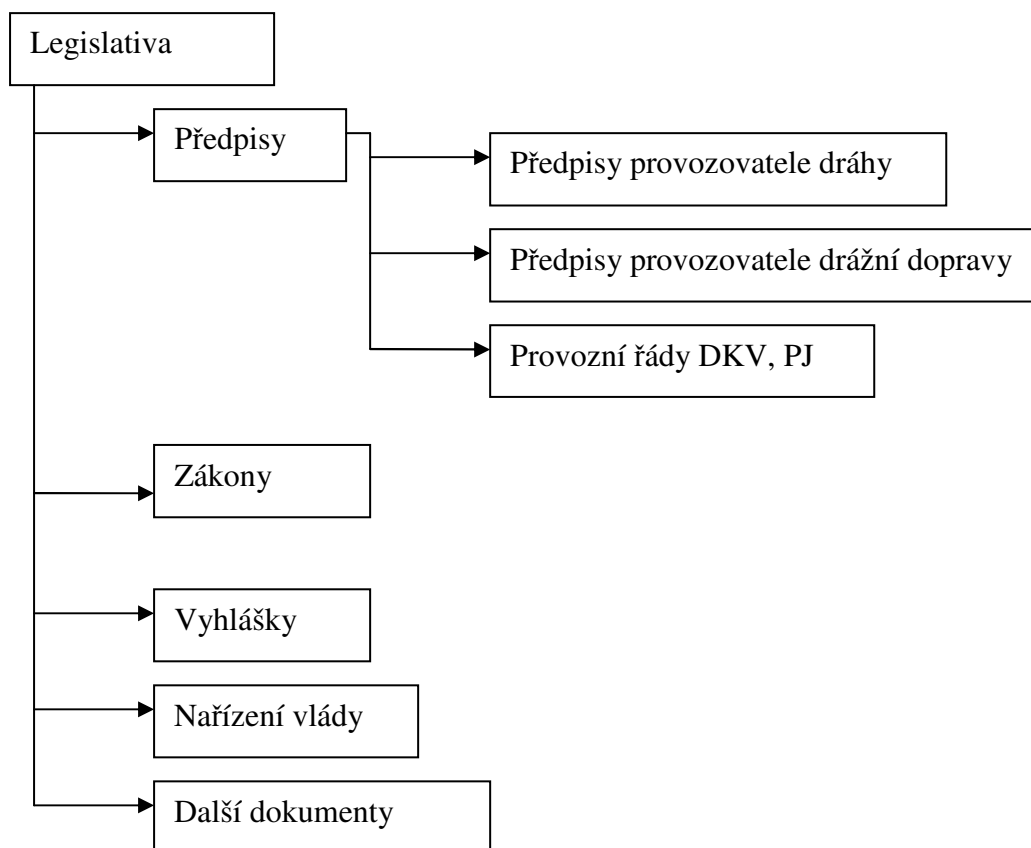 Legislativa
Předpisy
Předpisy provozovatele dráhy
Předpisy provozovatele drážní dopravy
Provozní řády DKV, PJ
Zákony
Vyhlášky
Nařízení vlády
Další dokumenty